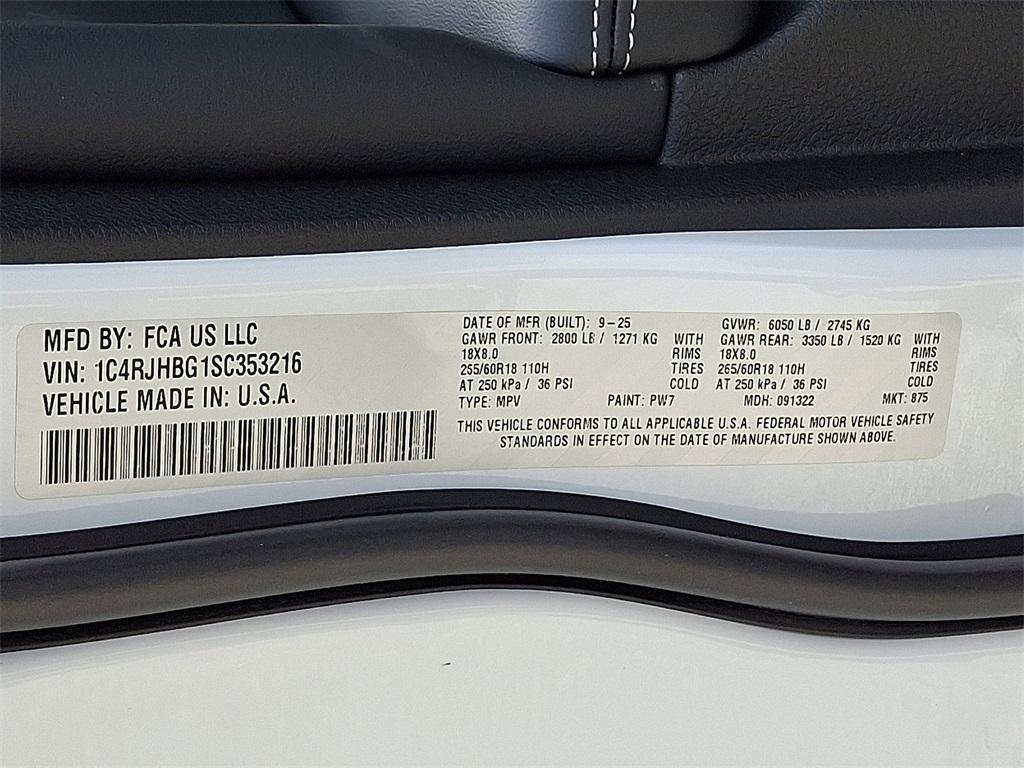 MFD BY: FCA US LLC
VIN: 1C4RJHBG1SC353216
VEHICLE MADE IN: U.S.A.
DATE OF MFR (BUILT): 9-25
GAWR FRONT: 2800 LB / 1271 KG WITH
18X8.0 RIMS
255/60R18 110H TIRES
AT 250 kPa / 36 PSI COLD
TYPE: MPV PAINT: PW7
GVWR: 6050 LB / 2745 KG
GAWR REAR: 3350 LB / 1520 KG WITH
18X8.0 RIMS
265/60R18 110H TIRES
AT 250 kPa / 36 PSI COLD
MDH: 091322 MKT: 875
THIS VEHICLE CONFORMS TO ALL APPLICABLE U.S.A. FEDERAL MOTOR VEHICLE SAFETY
STANDARDS IN EFFECT ON THE DATE OF MANUFACTURE SHOWN ABOVE.